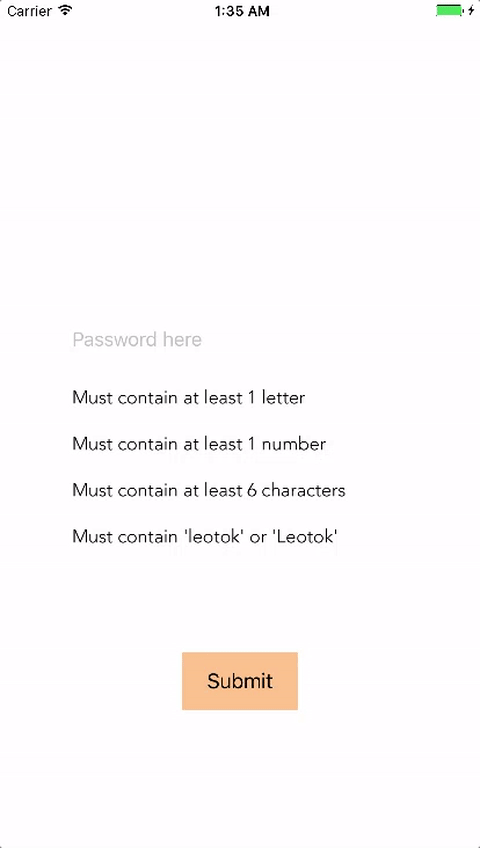 Carrier 1:35 AM
Password here
Must contain at least 1 letter
Must contain at least 1 number
Must contain at least 6 characters
Must contain 'leotok' or 'Leotok'
Submit